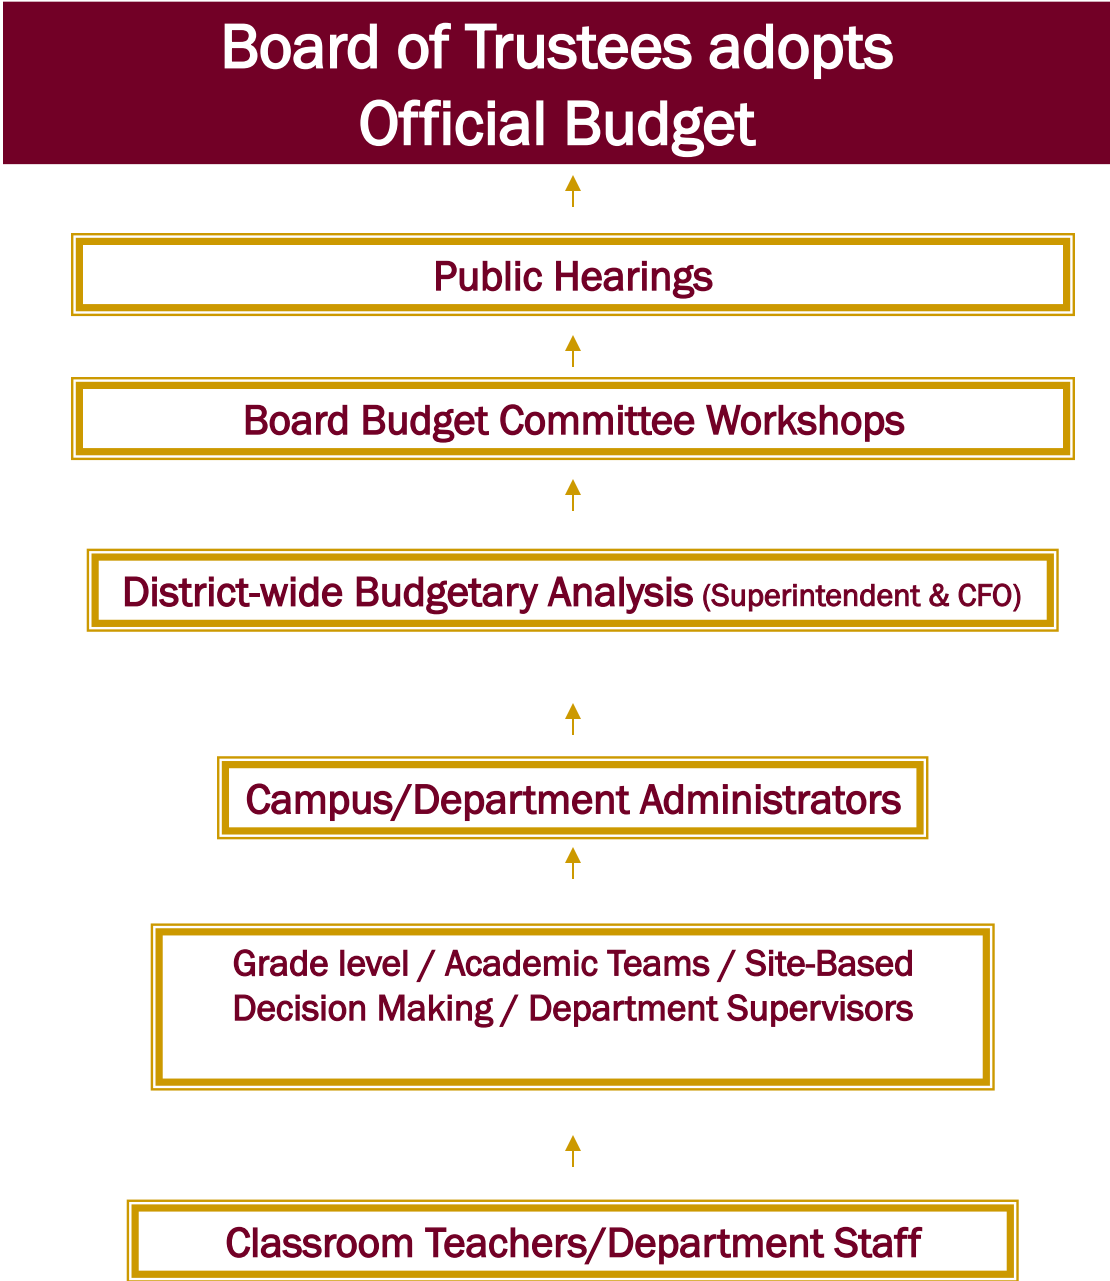 Board of Trustees adopts
Official Budget
Public Hearings
Board Budget Committee Workshops
District-wide Budgetary Analysis (Superintendent & CFO)
Campus/Department Administrators
Grade level / Academic Teams / Site-Based
Decision Making / Department Supervisors
Classroom Teachers/Department Staff